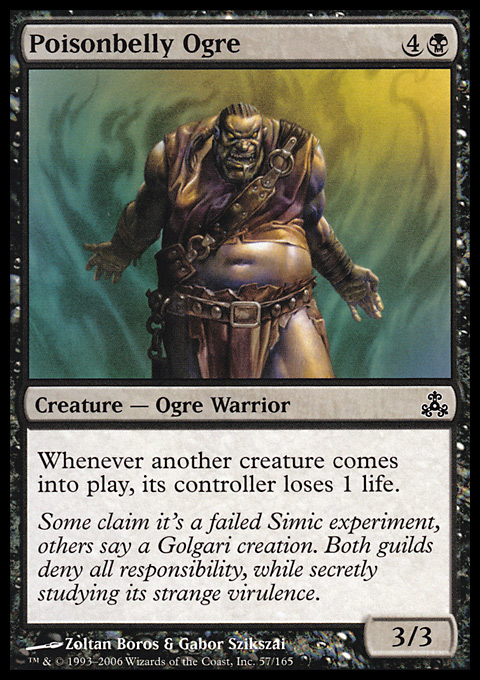 Poisonbelly Ogre 4
Creature — Ogre Warrior
Whenever another creature comes
into play, its controller loses 1 life.
Some claim it's a failed Simic experiment,
others say a Golgari creation. Both guilds
deny all responsibility, while secretly
studying its strange virulence.
3/3
Zoltan Boros & Gabor Szikszai
™ & © 1993–2006 Wizards of the Coast, Inc. 57/165